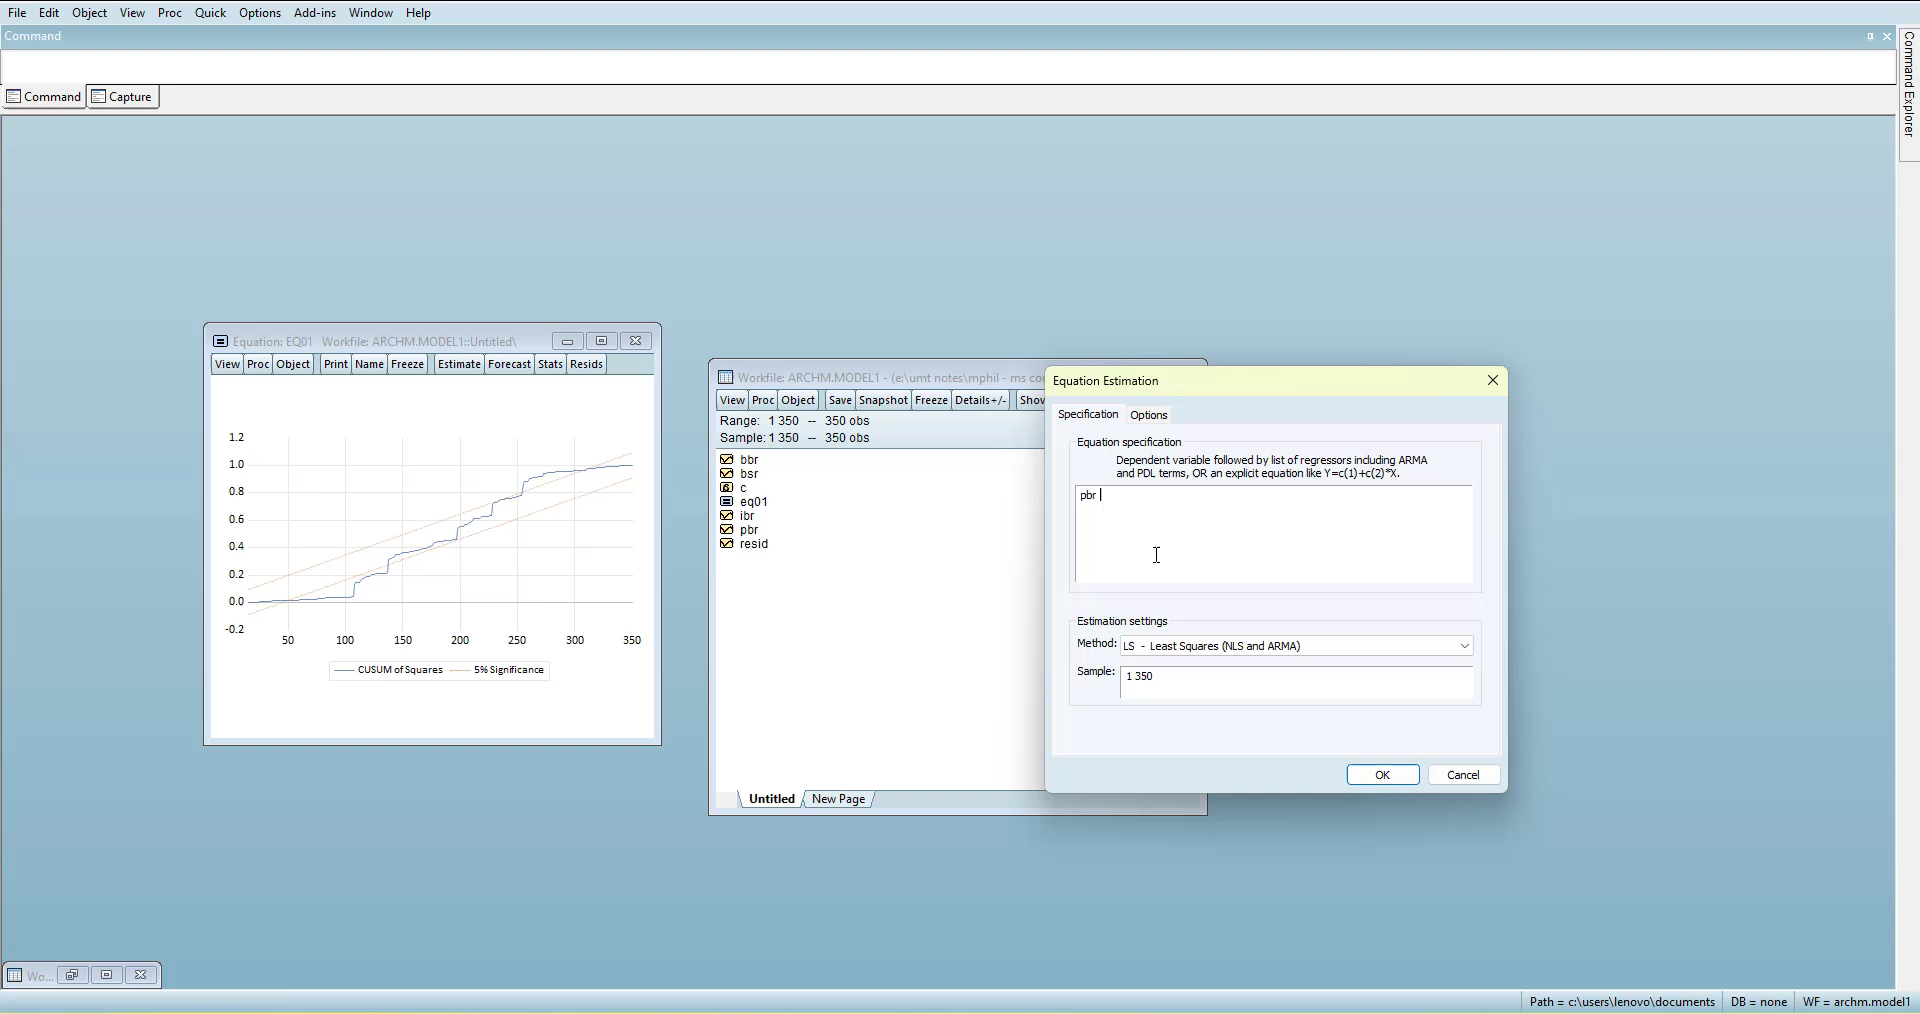 File Edit Object View Proc Quick Options Add-ins Window Help
Command
Command Capture
Command Explorer
Equation: EQ01 Workfile: ARCHM.MODEL1::Untitled\
View Proc Object Print Name Freeze Estimate Forecast Stats Resids
1.2
1.0
0.8
0.6
0.4
0.2
0.0
-0.2
50 100 150 200 250 300 350
CUSUM of Squares 5% Significance
Workfile: ARCHM.MODEL1 - (e:\umt notes\mphil - ms co
View Proc Object Save Snapshot Freeze Details+/- Show
Range: 1 350 -- 350 obs
Sample: 1 350 -- 350 obs
bbr
bsr
c
eq01
ibr
pbr
resid
Untitled New Page
Equation Estimation
Specification Options
Equation specification
Dependent variable followed by list of regressors including ARMA
and PDL terms, OR an explicit equation like Y=c(1)+c(2)*X.
pbr
Estimation settings
Method: LS - Least Squares (NLS and ARMA)
Sample: 1 350
OK Cancel
Wo...
Path = c:\users\lenovo\documents DB = none WF = archm.model1